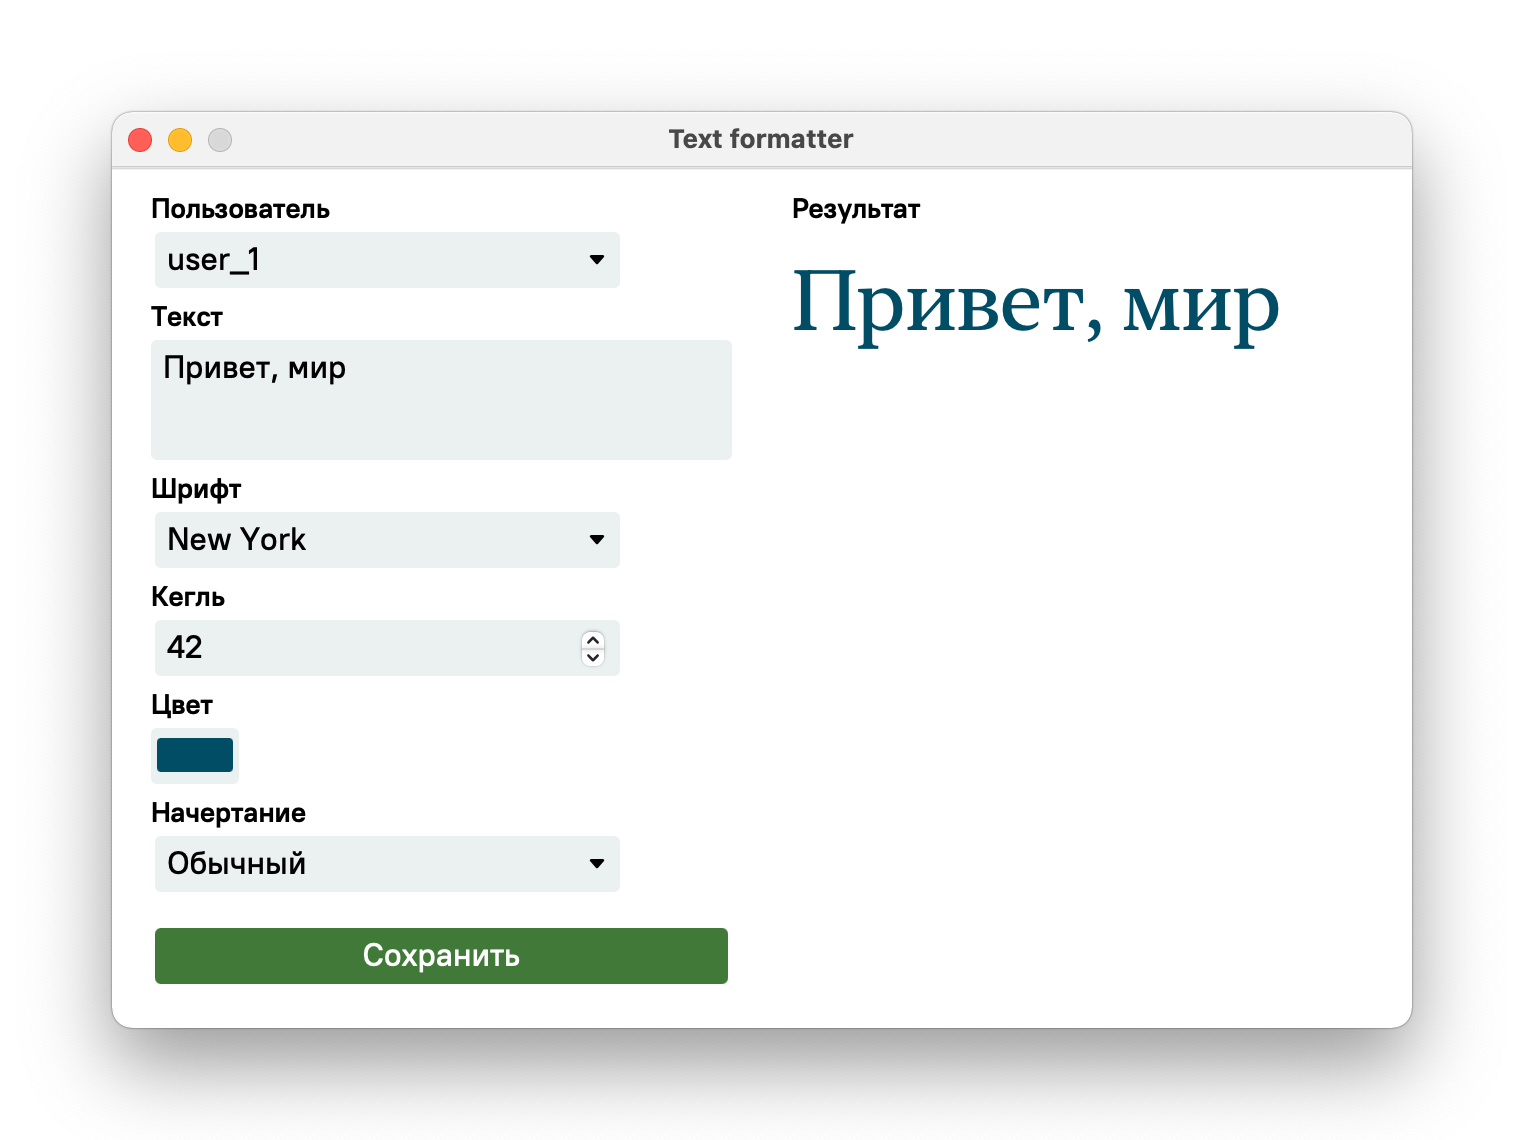 Text formatter
Пользователь
user_1
Текст
Привет, мир
Шрифт
New York
Кегль
42
Цвет
Начертание
Обычный
Сохранить
Результат
Привет, мир